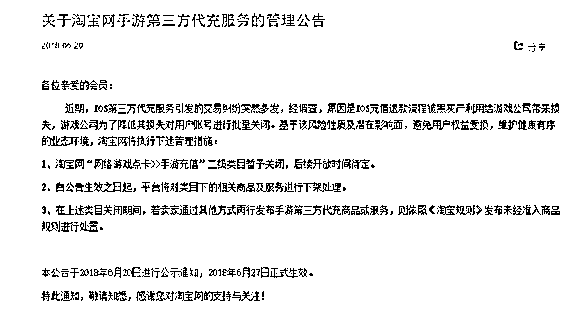 关于淘宝网手游第三方代充服务的管理公告
2018-06-20
分享
各位亲爱的会员：
近期，IOS第三方代充服务引发的交易纠纷突然多发，经调查，原因是IOS充值退款流程被黑灰产利用给游戏公司带来损
失，游戏公司为了降低其损失对用户账号进行批量关闭。基于该风险性质及潜在影响面，避免用户权益受损，维护健康有序
的业态环境，淘宝网将执行下述管理措施：
1、淘宝网“网络游戏点卡>>手游充值”二级类目暂予关闭，后续开放时间待定。
2、自公告生效之日起，平台将对类目下的相关商品及服务进行下架处理。
3、在上述类目关闭期间，若卖家通过其他方式再行发布手游第三方代充商品或服务，则依照《淘宝规则》发布未经准入商品
规则进行处置。
本公告于2018年6月20日进行公示通知，2018年6月27日正式生效。
特此通知，敬请知悉，感谢您对淘宝网的支持与关注！